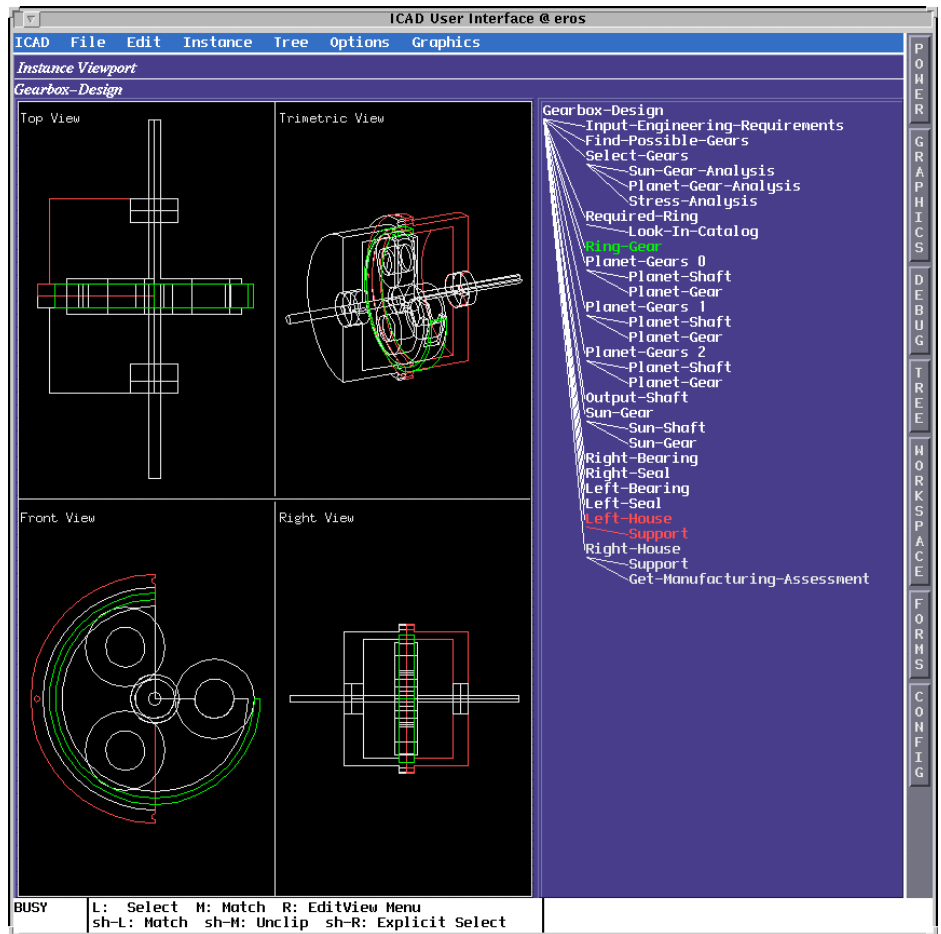 ICAD User Interface @ eros
ICAD File Edit Instance Tree Options Graphics
Instance Viewport
Gearbox-Design
Top View
Trimetric View
Front View
Right View
Gearbox-Design
Input-Engineering-Requirements
Find-Possible-Gears
Select-Gears
Sun-Gear-Analysis
Planet-Gear-Analysis
Stress-Analysis
Required-Ring
Look-In-Catalog
Ring-Gear
Planet-Gears 0
Planet-Shaft
Planet-Gear
Planet-Gears 1
Planet-Shaft
Planet-Gear
Planet-Gears 2
Planet-Shaft
Planet-Gear
Output-Shaft
Sun-Gear
Sun-Shaft
Sun-Gear
Right-Bearing
Right-Seal
Left-Bearing
Left-Seal
Left-House
Support
Right-House
Support
Get-Manufacturing-Assessment
POWER
GRAPHICS
DEBUG
TREE
WORKSPACE
FORMS
CONFIG
BUSY
L: Select M: Match R: EditView Menu
sh-L: Match sh-M: Unclip sh-R: Explicit Select